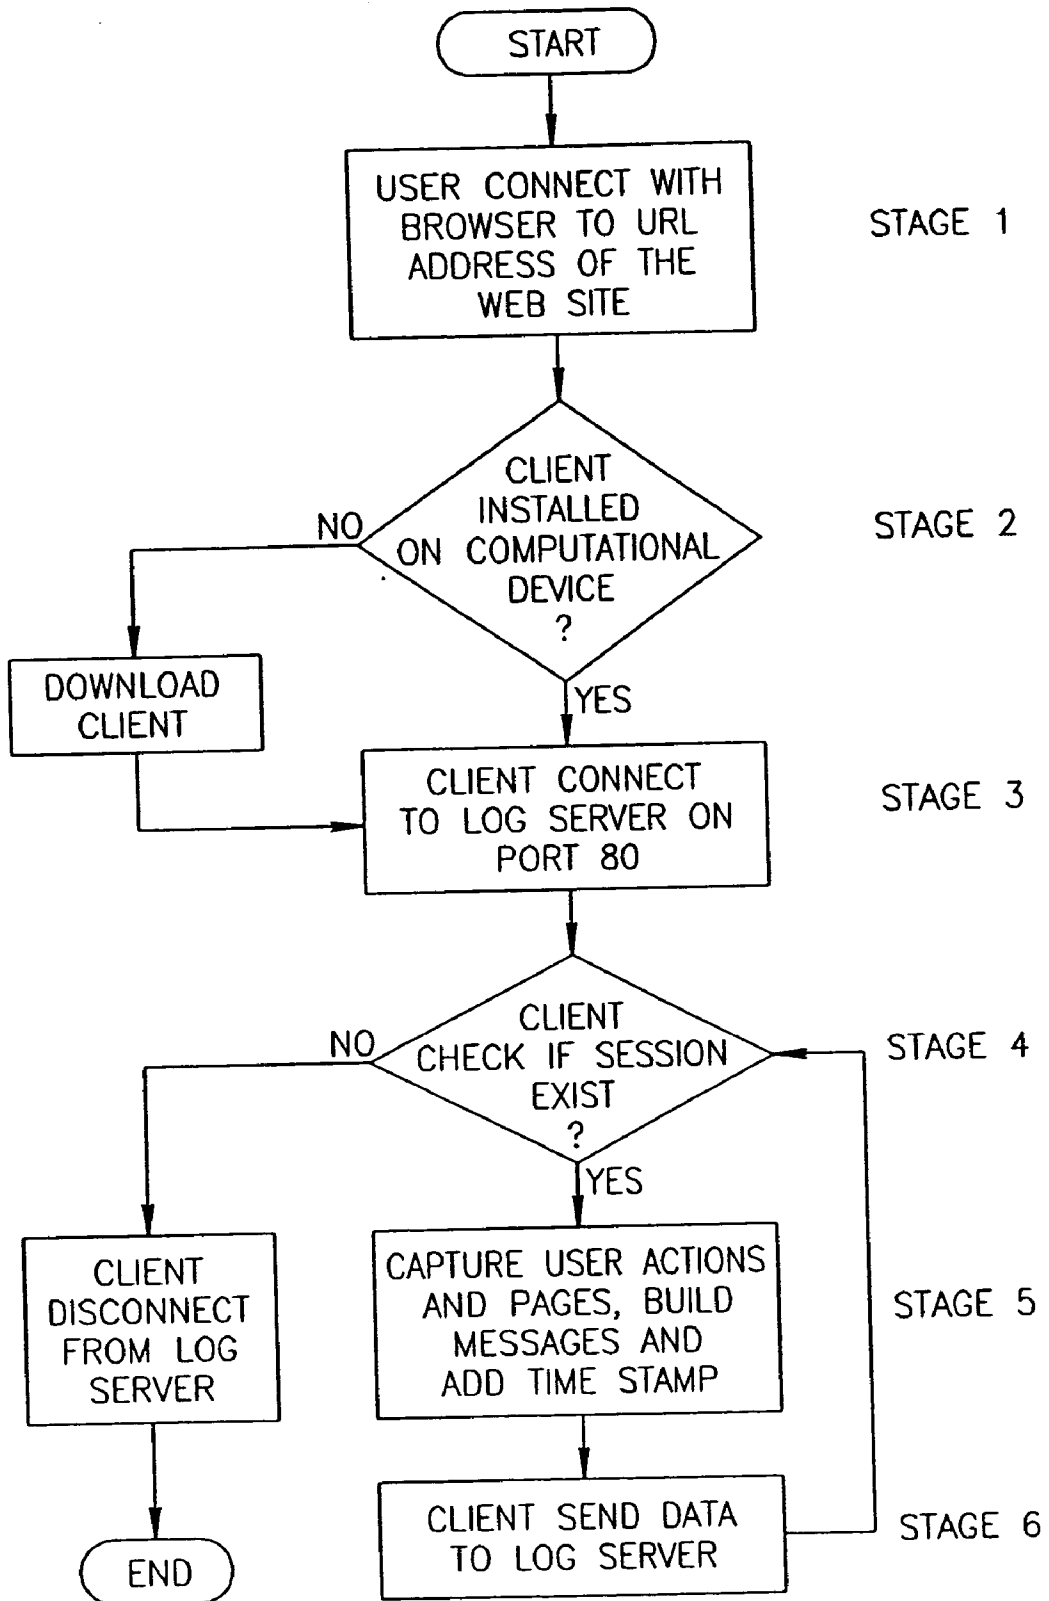 START
USER CONNECT WITH
BROWSER TO URL
ADDRESS OF THE
WEB SITE
STAGE 1
CLIENT
INSTALLED
ON COMPUTATIONAL
DEVICE
?
STAGE 2
NO
YES
DOWNLOAD
CLIENT
CLIENT CONNECT
TO LOG SERVER ON
PORT 80
STAGE 3
CLIENT
CHECK IF SESSION
EXIST
?
STAGE 4
NO
YES
CLIENT
DISCONNECT
FROM LOG
SERVER
CAPTURE USER ACTIONS
AND PAGES, BUILD
MESSAGES AND
ADD TIME STAMP
STAGE 5
CLIENT SEND DATA
TO LOG SERVER
STAGE 6
END